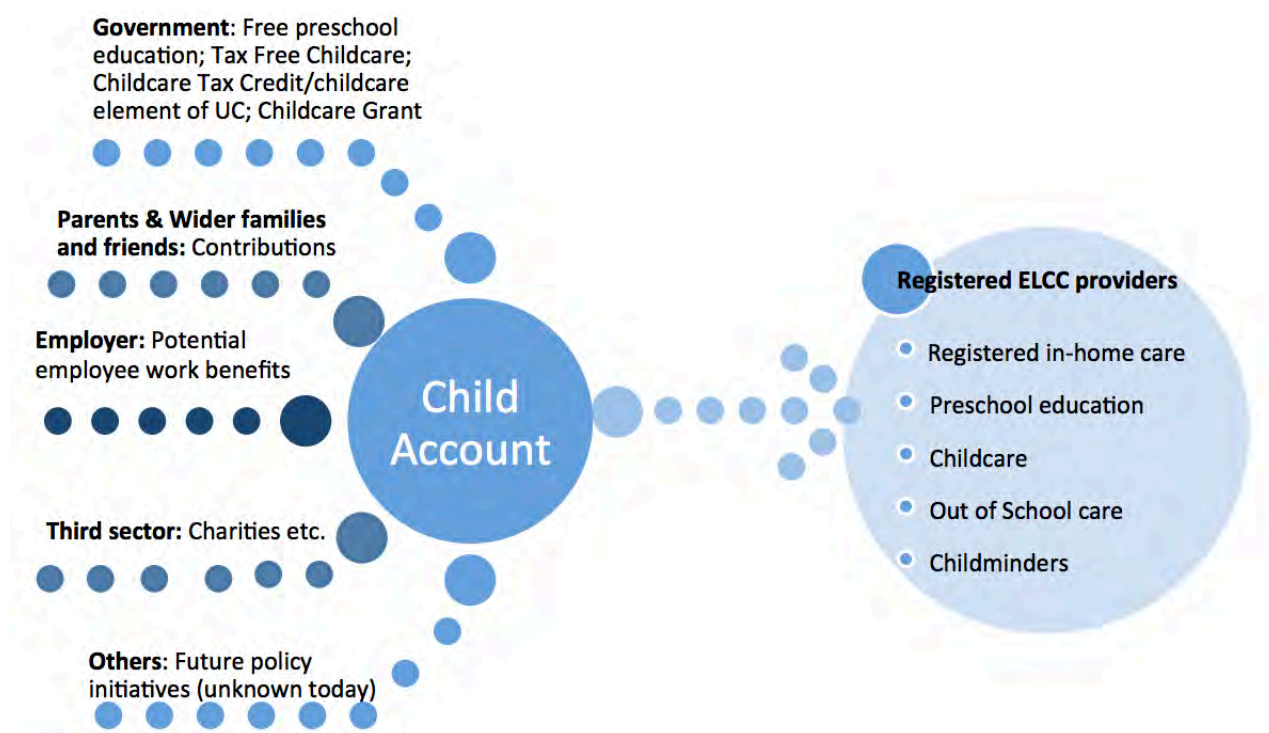 Government: Free preschool
education; Tax Free Childcare;
Childcare Tax Credit/childcare
element of UC; Childcare Grant
Parents & Wider families
and friends: Contributions
Employer: Potential
employee work benefits
Third sector: Charities etc.
Others: Future policy
initiatives (unknown today)
Child
Account
Registered ELCC providers
Registered in-home care
Preschool education
Childcare
Out of School care
Childminders